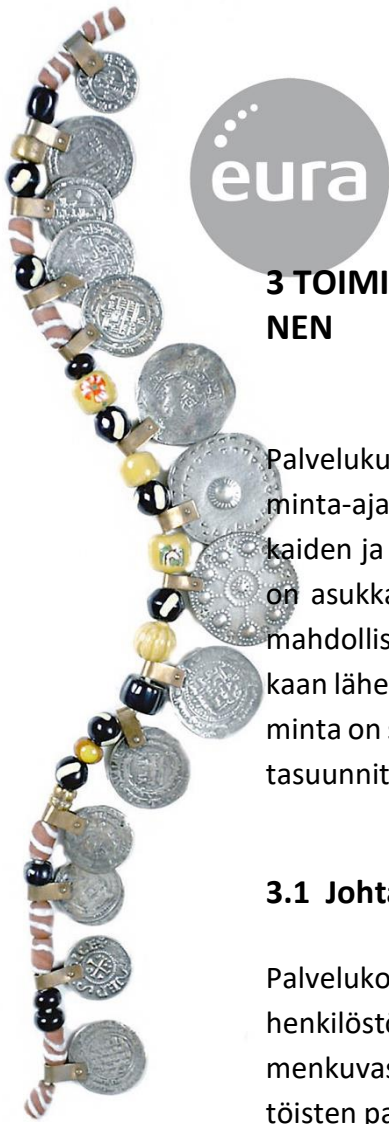 eura
3 TOIMI
NEN
Palveluku
minta-aja
kaiden ja
on asukka
mahdollis
kaan lähe
minta on
tasuunnit
3.1 Johta
Palveluko
henkilöstö
menkuvas
töisten pa